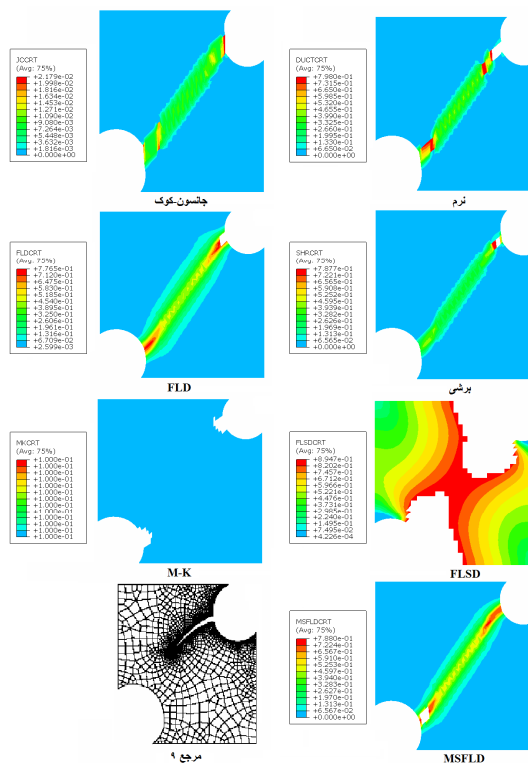 JCCRT
(Avg: 75%)
+2.179e-02
+1.998e-02
+1.816e-02
+1.634e-02
+1.453e-02
+1.271e-02
+1.090e-02
+9.080e-03
+7.264e-03
+5.448e-03
+3.632e-03
+1.816e-03
+0.000e+00
جانسون-کوک
DUCTCRT
(Avg: 75%)
+7.980e-01
+7.315e-01
+6.650e-01
+5.985e-01
+5.320e-01
+4.655e-01
+3.990e-01
+3.325e-01
+2.660e-01
+1.995e-01
+1.330e-01
+6.650e-02
+0.000e+00
نرم
FLDCRT
(Avg: 75%)
+7.765e-01
+7.120e-01
+6.475e-01
+5.830e-01
+5.185e-01
+4.540e-01
+3.895e-01
+3.250e-01
+2.606e-01
+1.961e-01
+1.316e-01
+6.709e-02
+2.599e-03
FLD
SHRCRT
(Avg: 75%)
+7.877e-01
+7.221e-01
+6.565e-01
+5.908e-01
+5.252e-01
+4.595e-01
+3.939e-01
+3.282e-01
+2.626e-01
+1.969e-01
+1.313e-01
+6.565e-02
+0.000e+00
برشی
MKCRT
(Avg: 75%)
+1.000e-01
+1.000e-01
+1.000e-01
+1.000e-01
+1.000e-01
+1.000e-01
+1.000e-01
+1.000e-01
+1.000e-01
+1.000e-01
+1.000e-01
+1.000e-01
+1.000e-01
M-K
FLSDCRT
(Avg: 75%)
+8.947e-01
+8.202e-01
+7.457e-01
+6.712e-01
+5.966e-01
+5.221e-01
+4.476e-01
+3.731e-01
+2.985e-01
+2.240e-01
+1.495e-01
+7.495e-02
+4.226e-04
FLSD
مرجع ۹
MSFLDCRT
(Avg: 75%)
+7.880e-01
+7.224e-01
+6.567e-01
+5.910e-01
+5.253e-01
+4.597e-01
+3.940e-01
+3.283e-01
+2.627e-01
+1.970e-01
+1.313e-01
+6.567e-02
+0.000e+00
MSFLD